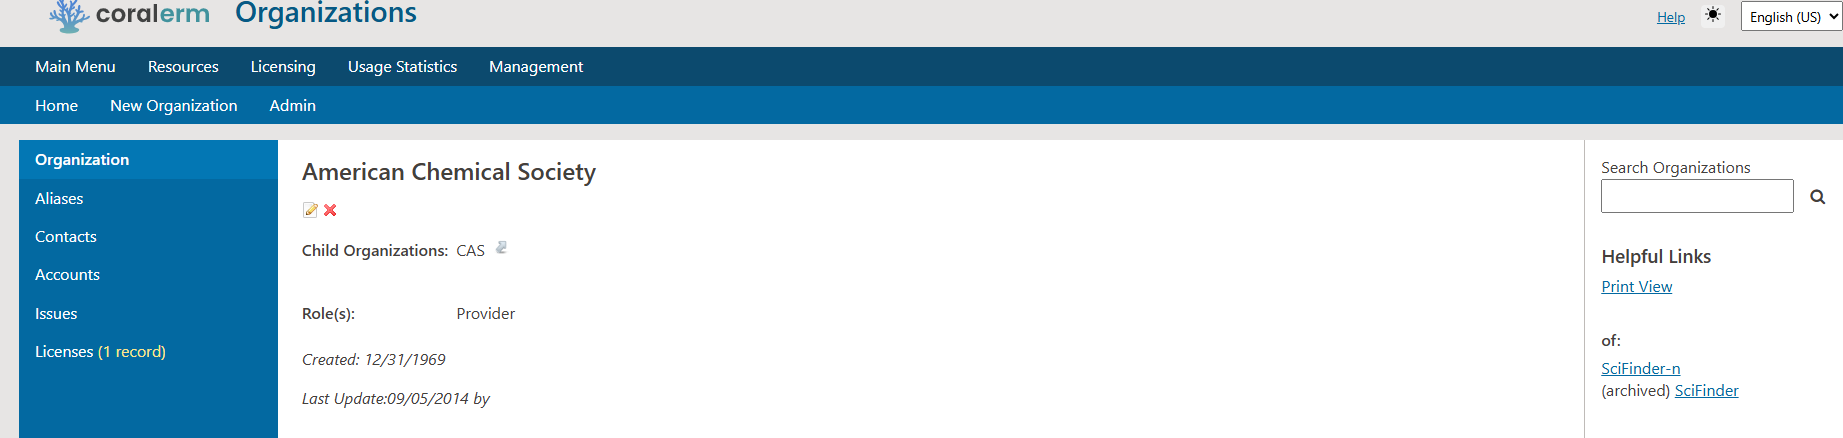 coralerm Organizations
Help English (US)
Main Menu Resources Licensing Usage Statistics Management
Home New Organization Admin
Organization
Aliases
Contacts
Accounts
Issues
Licenses (1 record)
American Chemical Society
Child Organizations: CAS
Role(s): Provider
Created: 12/31/1969
Last Update:09/05/2014 by
Search Organizations
Helpful Links
Print View
of:
SciFinder-n
(archived) SciFinder